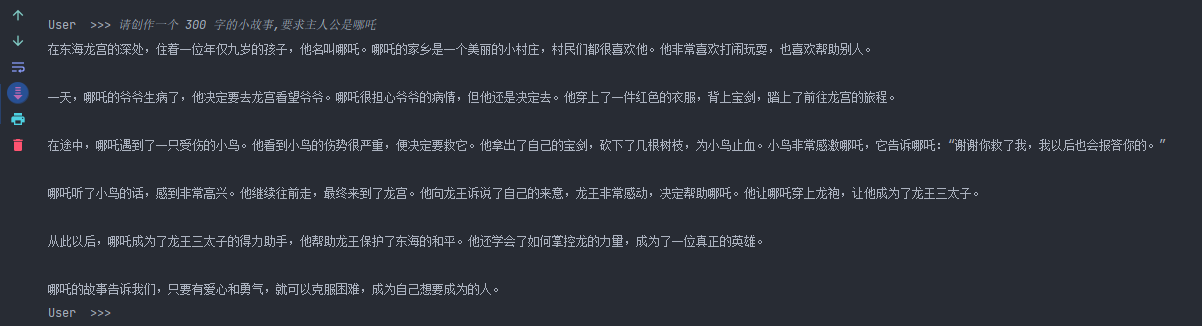 User >>> 请创作一个 300 字的小故事,要求主人公是哪吒
在东海龙宫的深处，住着一位年仅九岁的孩子，他名叫哪吒。哪吒的家乡是一个美丽的小村庄，村民们都很喜欢他。他非常喜欢打闹玩耍，也喜欢帮助别人。
一天，哪吒的爷爷生病了，他决定要去龙宫看望爷爷。哪吒很担心爷爷的病情，但他还是决定去。他穿上了一件红色的衣服，背上宝剑，踏上了前往龙宫的旅程。
在途中，哪吒遇到了一只受伤的小鸟。他看到小鸟的伤势很严重，便决定要救它。他拿出了自己的宝剑，砍下了几根树枝，为小鸟止血。小鸟非常感激哪吒，它告诉哪吒：“谢谢你救了我，我以后也会报答你的。”
哪吒听了小鸟的话，感到非常高兴。他继续往前走，最终来到了龙宫。他向龙王诉说了自己的来意，龙王非常感动，决定帮助哪吒。他让哪吒穿上龙袍，让他成为了龙王三太子。
从此以后，哪吒成为了龙王三太子的得力助手，他帮助龙王保护了东海的和平。他还学会了如何掌控龙的力量，成为了一位真正的英雄。
哪吒的故事告诉我们，只要有爱心和勇气，就可以克服困难，成为自己想要成为的人。
User >>>